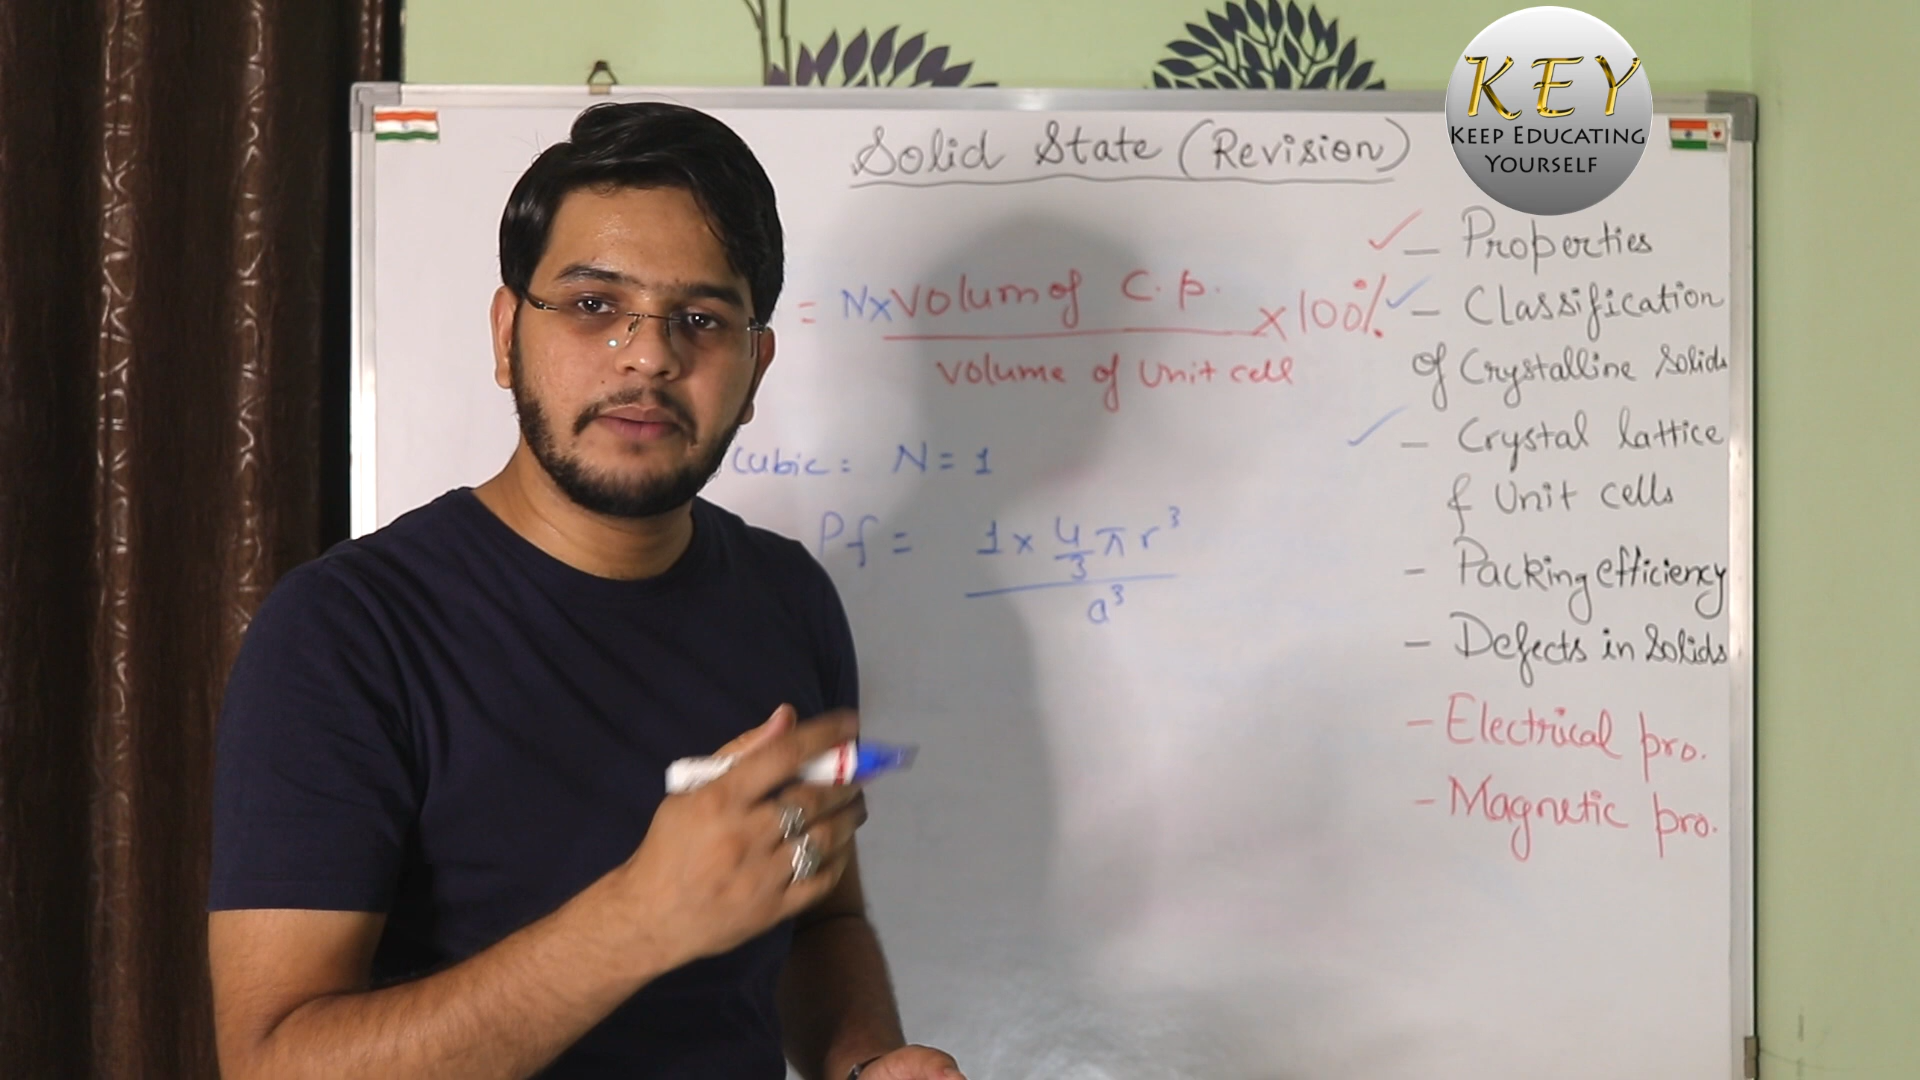 KEY
KEEP EDUCATING
YOURSELF
Solid State (Revision)
= N x Volum of C.p. x 100%
Volume of Unit cell
Cubic: N = 1
Pf = 1 x 4/3 π r³
a³
✓ - Properties
✓ - Classification
of Crystalline Solids
✓ - Crystal lattice
& Unit cells
- Packing efficiency
- Defects in Solids
- Electrical pro.
- Magnetic pro.